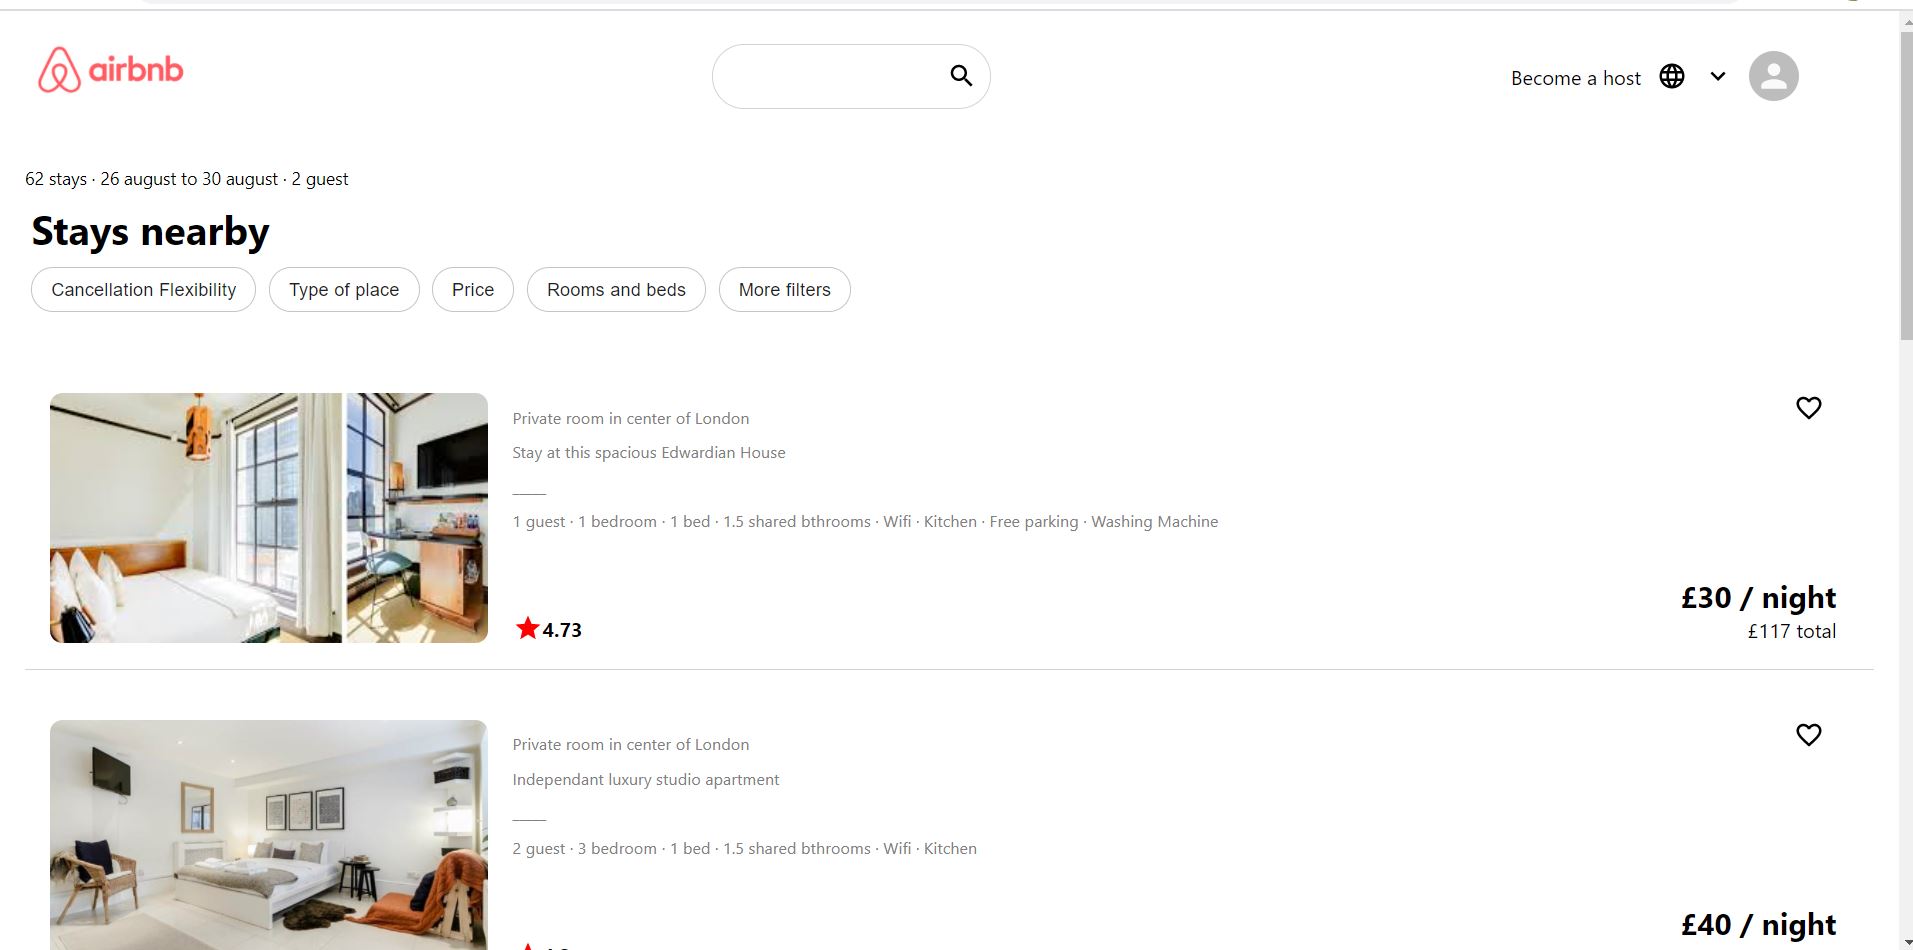 airbnb
Become a host
62 stays · 26 august to 30 august · 2 guest
Stays nearby
Cancellation Flexibility
Type of place
Price
Rooms and beds
More filters
Private room in center of London
Stay at this spacious Edwardian House
1 guest · 1 bedroom · 1 bed · 1.5 shared bthrooms · Wifi · Kitchen · Free parking · Washing Machine
4.73
£30 / night
£117 total
Private room in center of London
Independant luxury studio apartment
2 guest · 3 bedroom · 1 bed · 1.5 shared bthrooms · Wifi · Kitchen
£40 / night